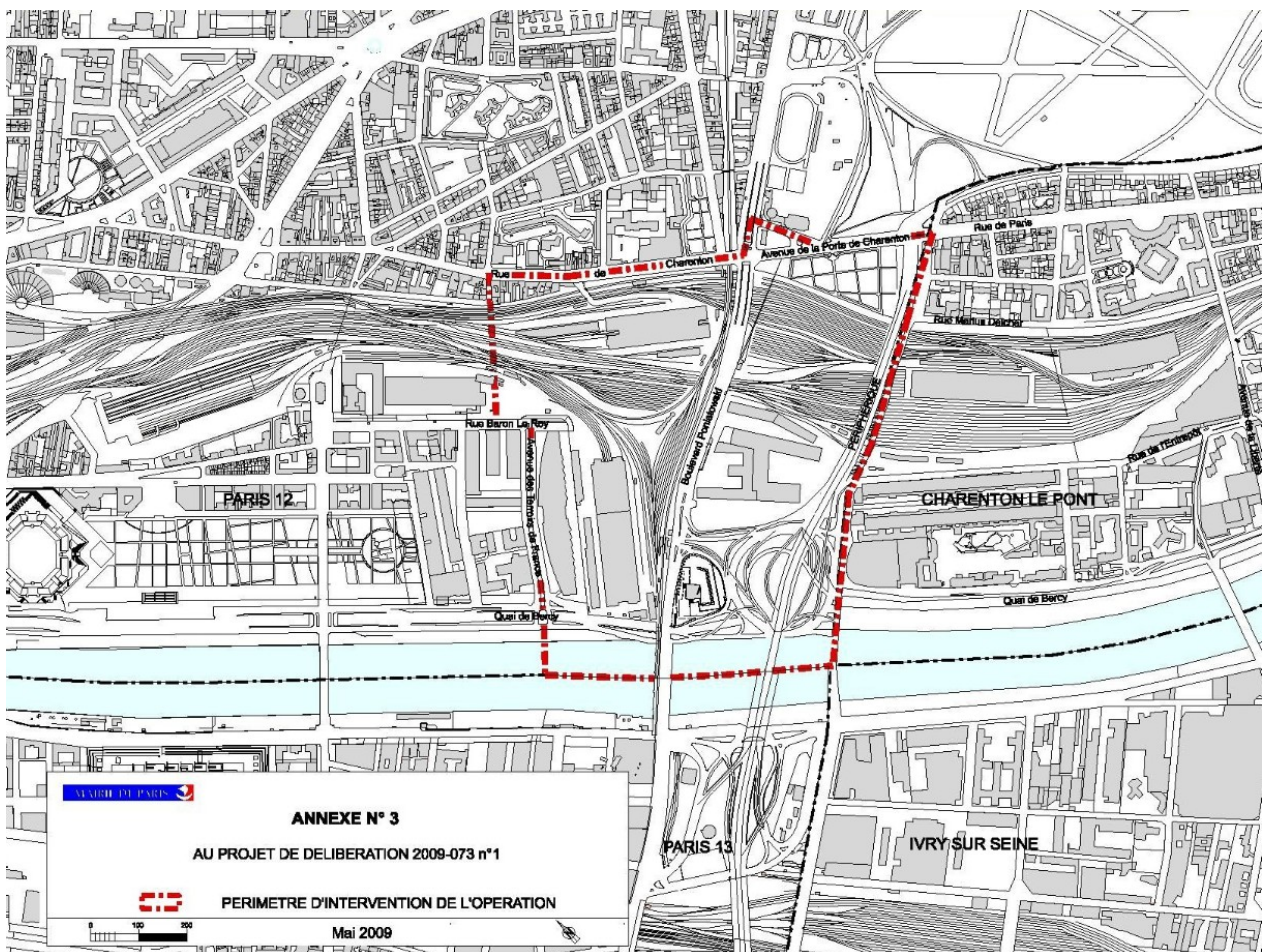 Rue de Paris
Avenue de la Porte de Charenton
Rue de Charenton
Rue Marius Delcher
PERIPHERIQUE
Boulevard Poniatowski
Rue Baron Le Roy
Avenue des Terroirs de France
Rue de l'Entrepôt
Avenue de la Liberté
PARIS 12
CHARENTON LE PONT
Quai de Bercy
Quai de Bercy
MAIRIE DE PARIS
ANNEXE N° 3
AU PROJET DE DELIBERATION 2009-073 n°1
PARIS 13
IVRY SUR SEINE
PERIMETRE D'INTERVENTION DE L'OPERATION
0 100 200
Mai 2009